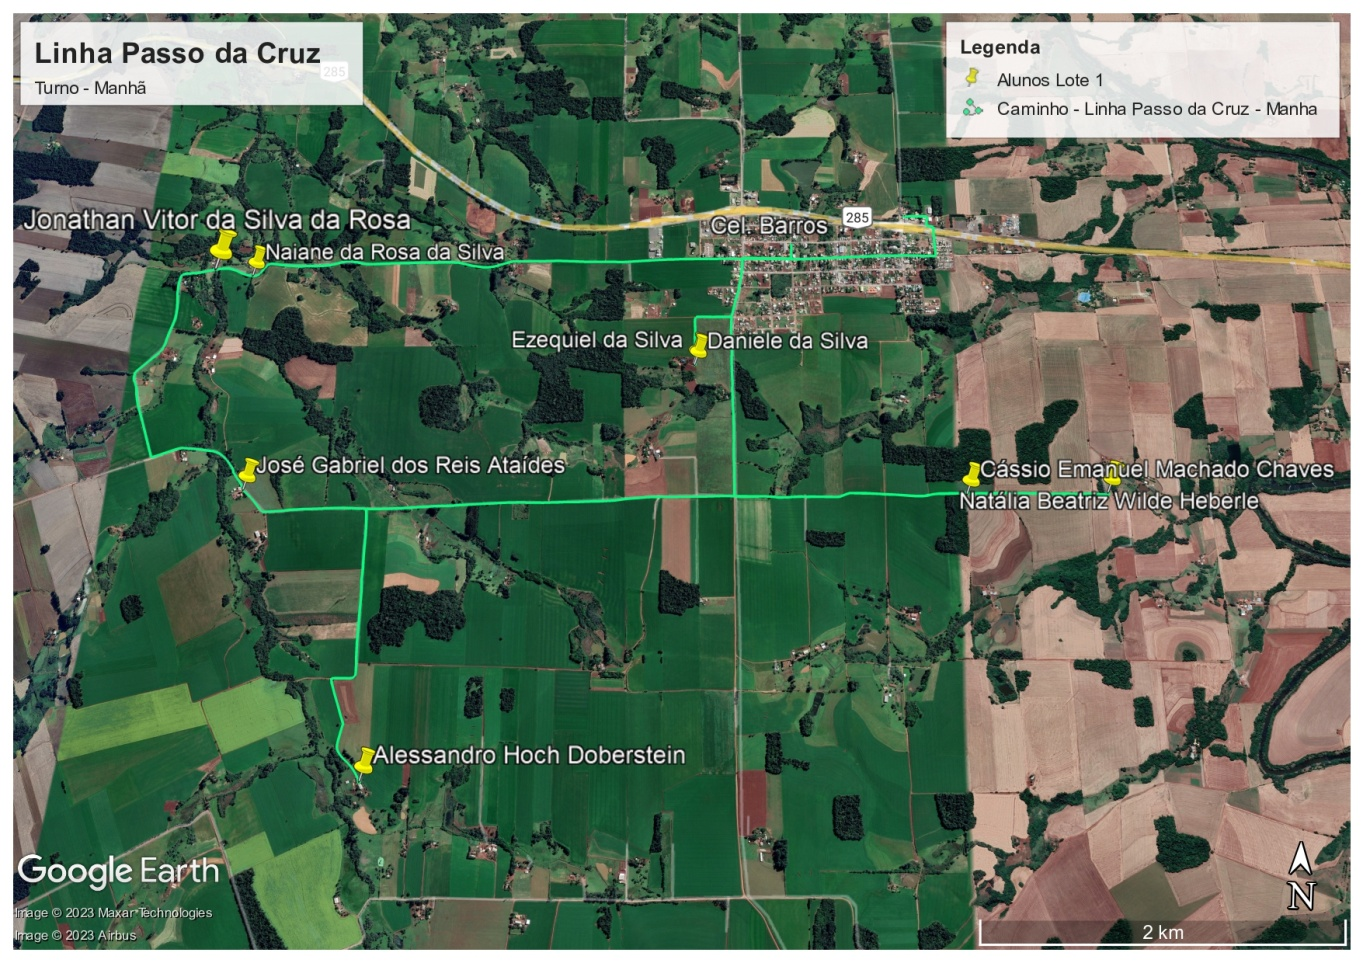 Linha Passo da Cruz
Turno - Manhã
285
Legenda
Alunos Lote 1
Caminho - Linha Passo da Cruz - Manha
Jonathan Vitor da Silva da Rosa
Naiane da Rosa da Silva
Cel. Barros
285
Ezequiel da Silva
Daniele da Silva
José Gabriel dos Reis Ataídes
Cássio Emanuel Machado Chaves
Natália Beatriz Wilde Heberle
Alessandro Hoch Doberstein
Google Earth
Image © 2023 Maxar Technologies
Image © 2023 Airbus
N
2 km